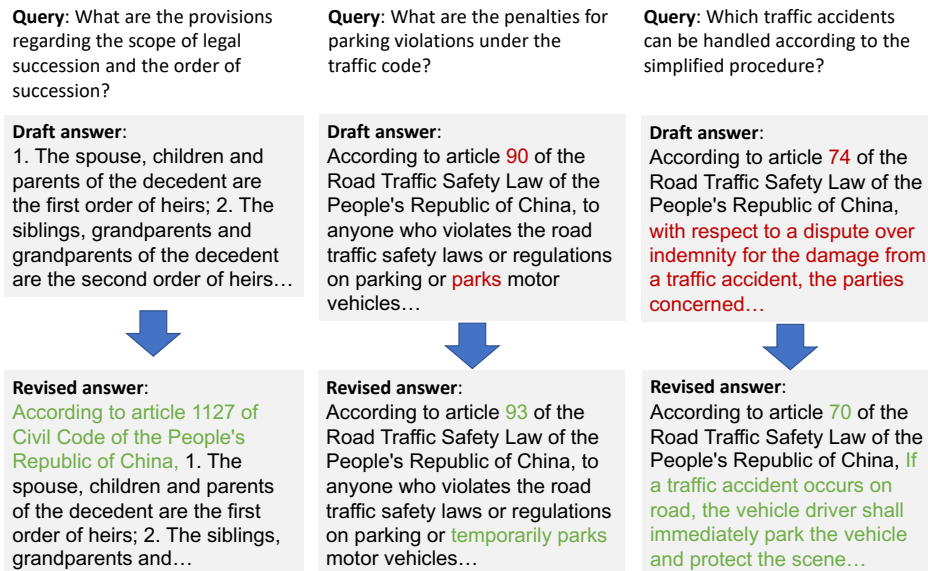 Query: What are the provisions
regarding the scope of legal
succession and the order of
succession?
Draft answer:
1. The spouse, children and
parents of the decedent are
the first order of heirs; 2. The
siblings, grandparents and
grandparents of the decedent
are the second order of heirs…
Revised answer:
According to article 1127 of
Civil Code of the People's
Republic of China, 1. The
spouse, children and parents
of the decedent are the first
order of heirs; 2. The siblings,
grandparents and…
Query: What are the penalties for
parking violations under the
traffic code?
Draft answer:
According to article 90 of the
Road Traffic Safety Law of the
People's Republic of China, to
anyone who violates the road
traffic safety laws or regulations
on parking or parks motor
vehicles…
Revised answer:
According to article 93 of the
Road Traffic Safety Law of the
People's Republic of China, to
anyone who violates the road
traffic safety laws or regulations
on parking or temporarily parks
motor vehicles…
Query: Which traffic accidents
can be handled according to the
simplified procedure?
Draft answer:
According to article 74 of the
Road Traffic Safety Law of the
People's Republic of China,
with respect to a dispute over
indemnity for the damage from
a traffic accident, the parties
concerned…
Revised answer:
According to article 70 of the
Road Traffic Safety Law of the
People's Republic of China, If
a traffic accident occurs on
road, the vehicle driver shall
immediately park the vehicle
and protect the scene…